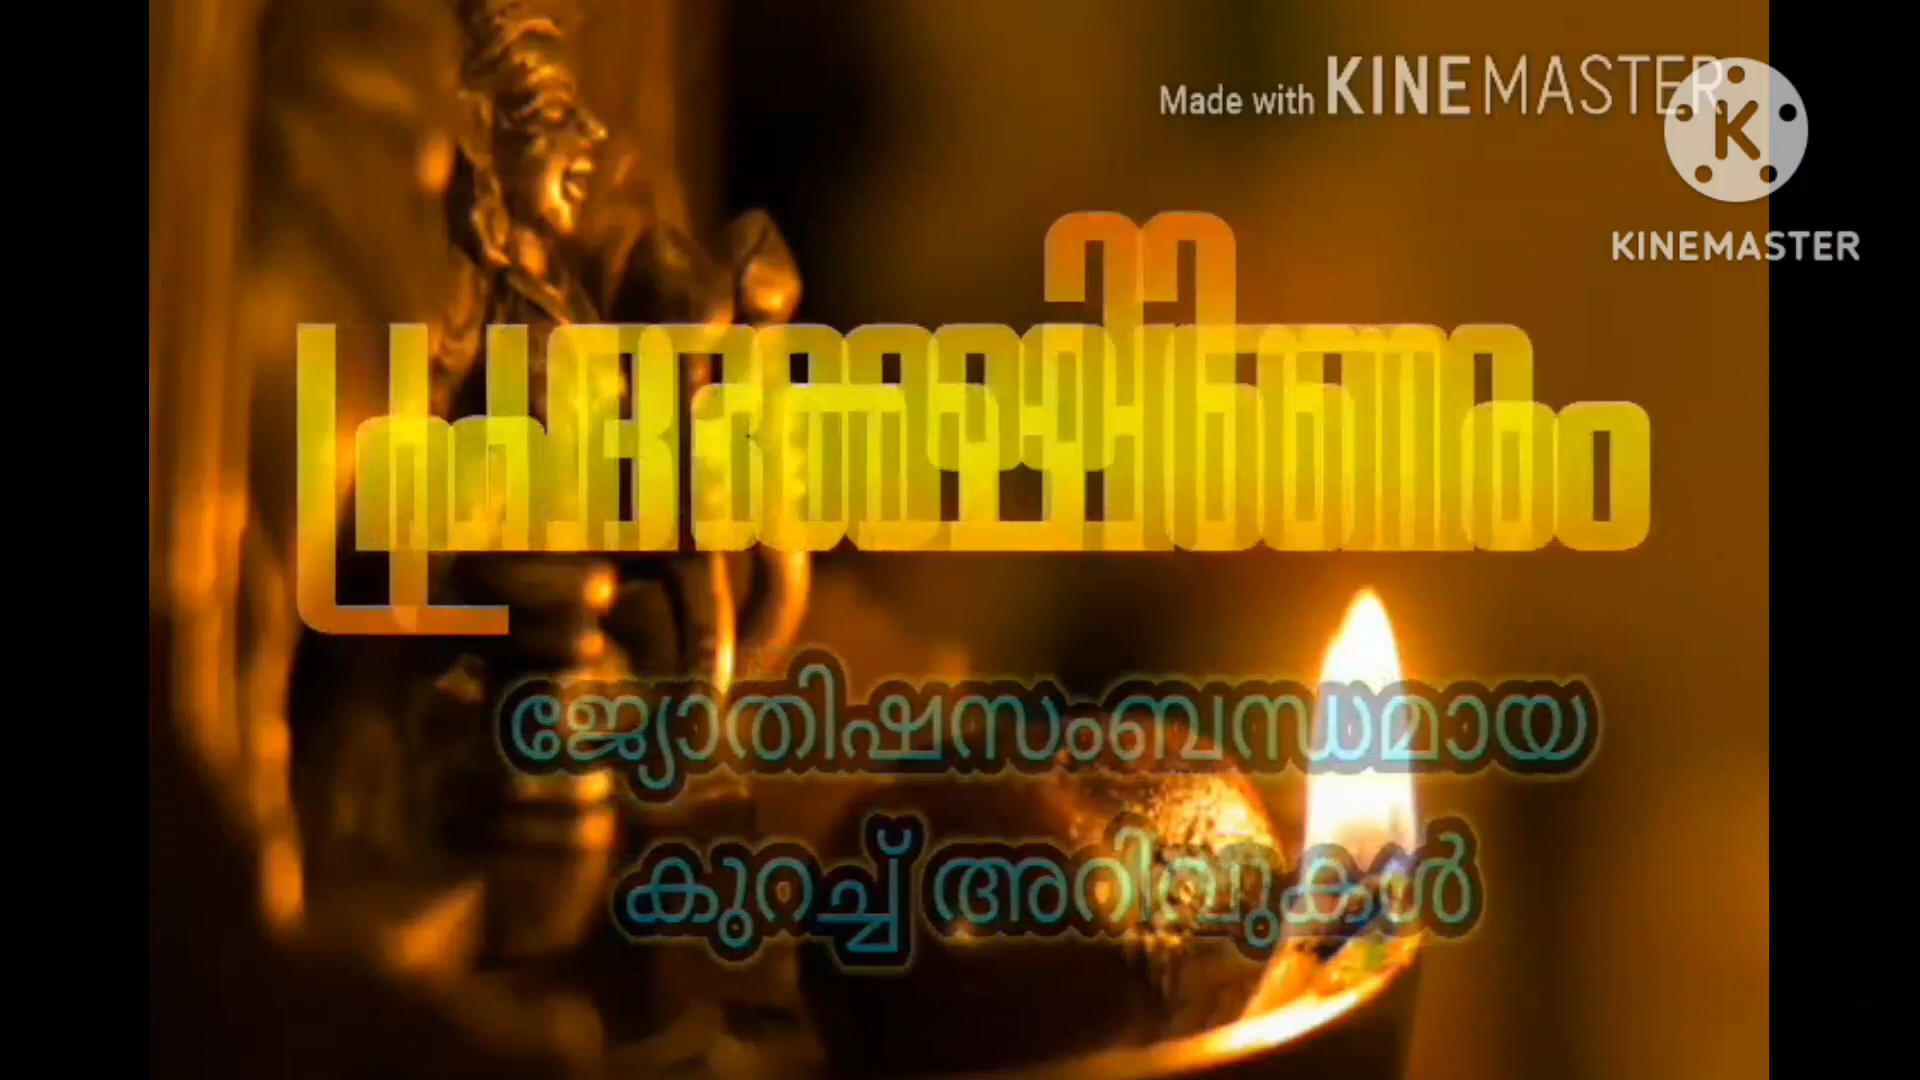 Made with KINEMASTER
K
KINEMASTER
ജ്യോതിഷസംബന്ധമായ
കുറച്ച് അറിവുകൾ